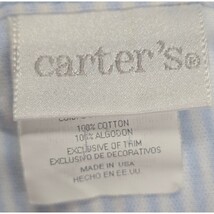 carter's®
100% COTTON
100% ALGODON
EXCLUSIVE OF TRIM
EXCLUSIVO DE DECORATIVOS
MADE IN USA
HECHO EN EE UU